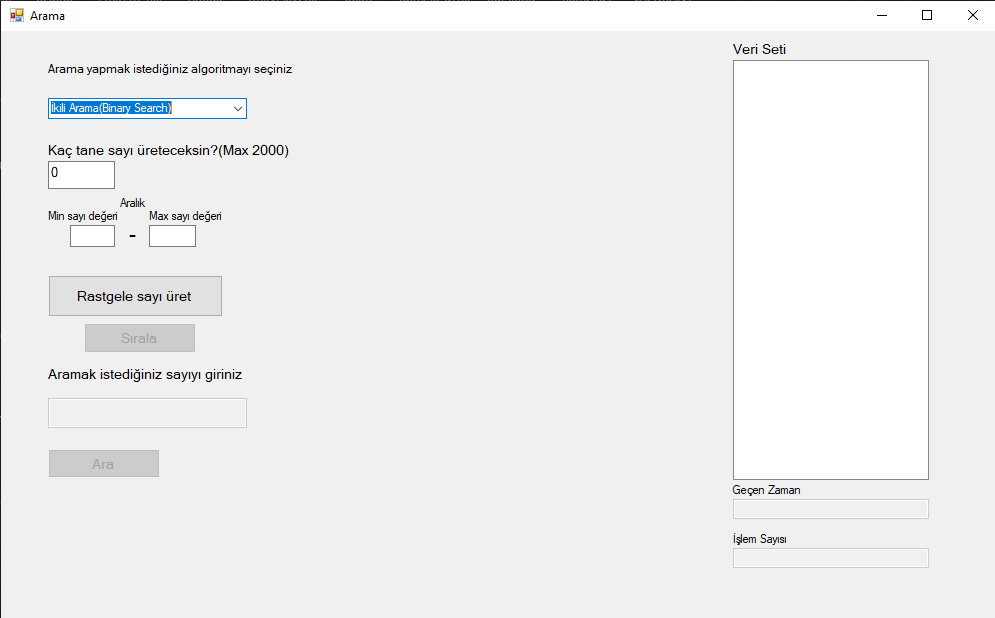 Arama
Arama yapmak istediğiniz algoritmayı seçiniz
İkili Arama(Binary Search)
Kaç tane sayı üreteceksin?(Max 2000)
0
Aralık
Min sayı değeri
Max sayı değeri
-
Rastgele sayı üret
Sırala
Aramak istediğiniz sayıyı giriniz
Ara
Veri Seti
Geçen Zaman
İşlem Sayısı